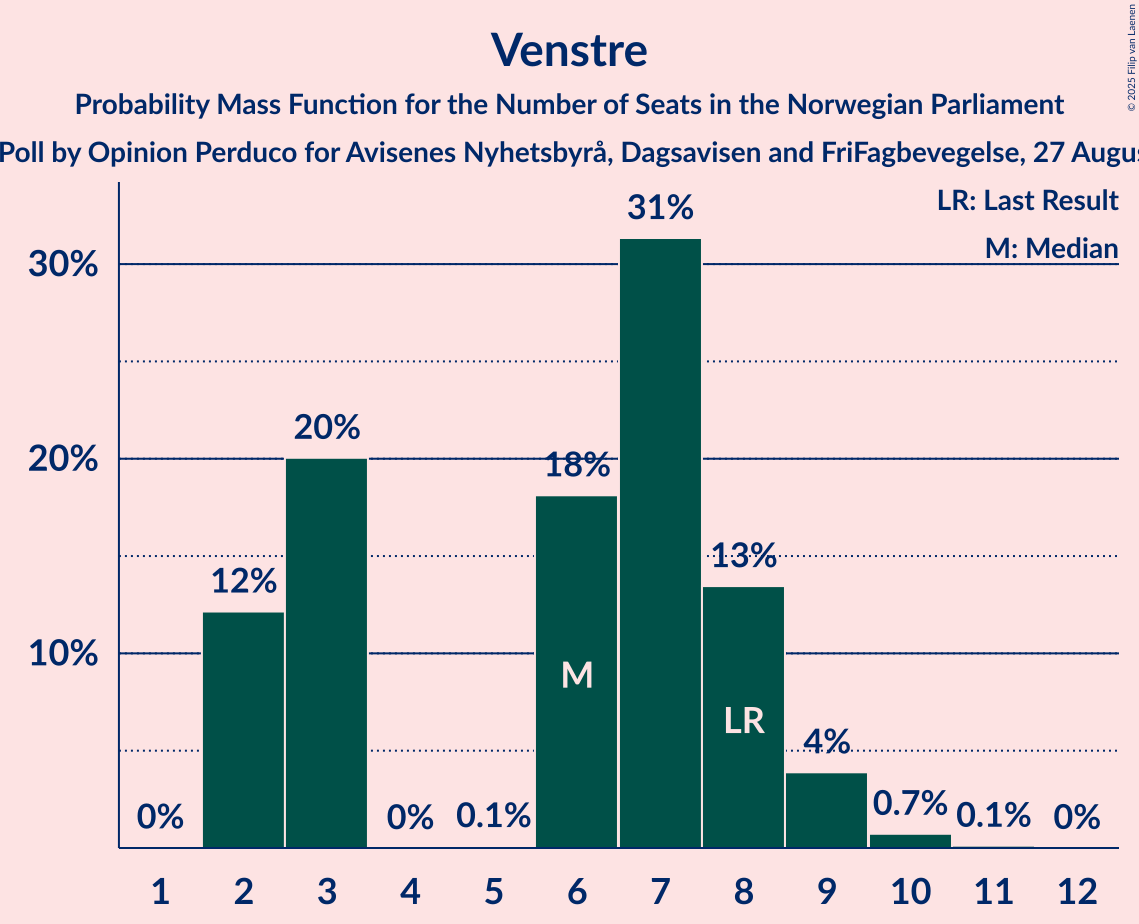 Venstre
Probability Mass Function for the Number of Seats in the Norwegian Parliament
Poll by Opinion Perduco for Avisenes Nyhetsbyrå, Dagsavisen and FriFagbevegelse, 27
© 2025 Filip van Laenen
LR: Last Result
M: Median
30%
20%
10%
0%
12%
20%
0%
0.1%
18%
31%
13%
4%
0.7%
0.1%
0%
M
LR
1 2 3 4 5 6 7 8 9 10 11 12